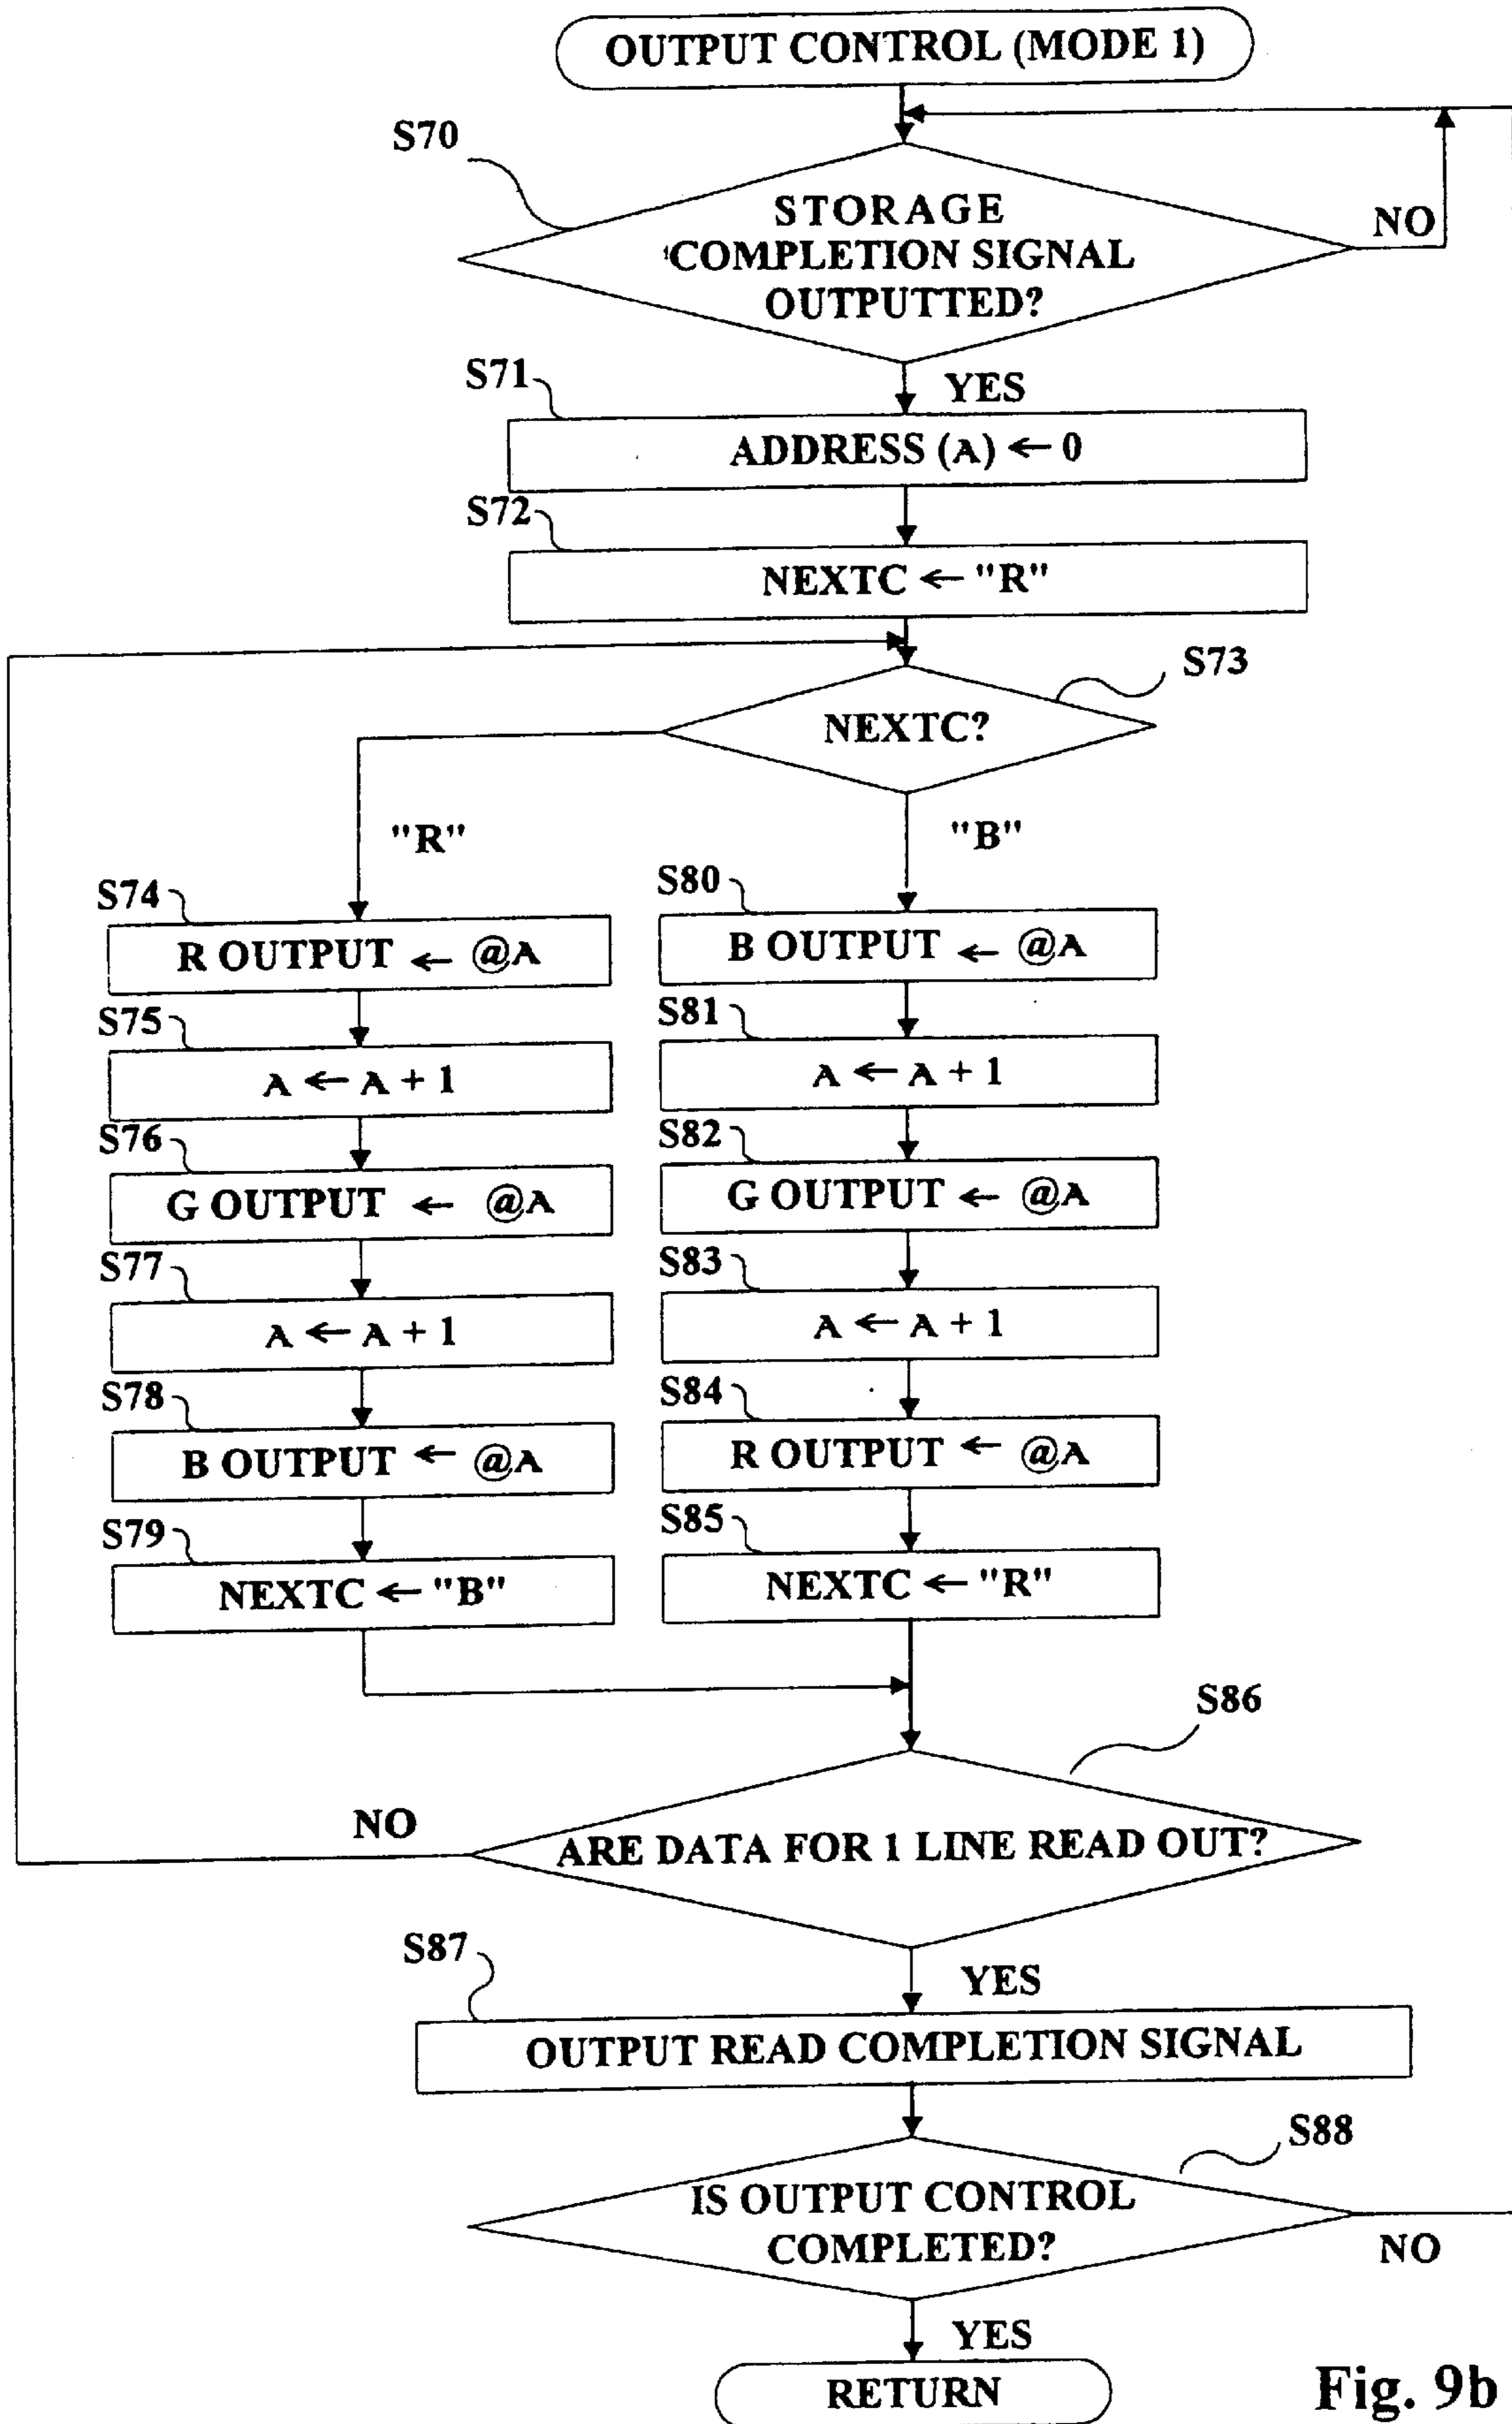 OUTPUT CONTROL (MODE 1)
S70
STORAGE
COMPLETION SIGNAL
OUTPUTTED?
NO
YES
S71
ADDRESS (A) ← 0
S72
NEXTC ← "R"
S73
NEXTC?
"R"
"B"
S74
R OUTPUT ← @A
S75
A ← A + 1
S76
G OUTPUT ← @A
S77
A ← A + 1
S78
B OUTPUT ← @A
S79
NEXTC ← "B"
S80
B OUTPUT ← @A
S81
A ← A + 1
S82
G OUTPUT ← @A
S83
A ← A + 1
S84
R OUTPUT ← @A
S85
NEXTC ← "R"
S86
ARE DATA FOR 1 LINE READ OUT?
NO
YES
S87
OUTPUT READ COMPLETION SIGNAL
S88
IS OUTPUT CONTROL
COMPLETED?
NO
YES
RETURN
Fig. 9b